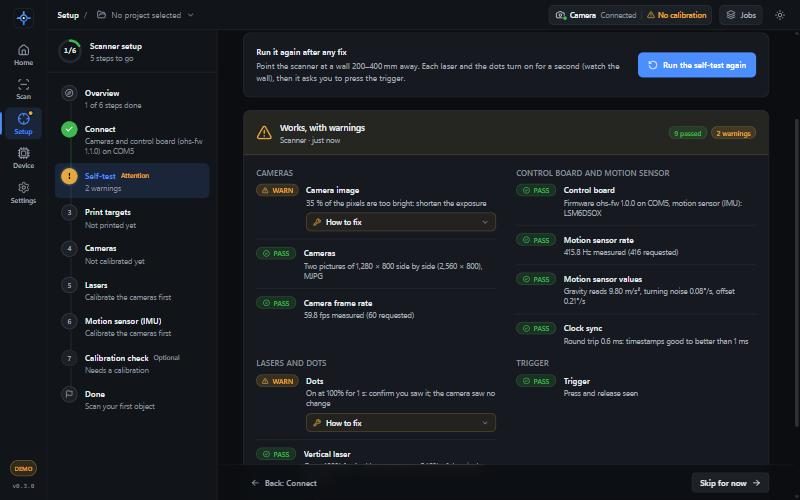 Setup / No project selected
Camera Connected No calibration
Jobs
Home
Scan
Setup
Device
Settings
DEMO
v0.3.0
1/6 Scanner setup
5 steps to go
Overview
1 of 6 steps done
Connect
Cameras and control board (ohs-fw
1.1.0) on COM5
Self-test Attention
2 warnings
3 Print targets
Not printed yet
4 Cameras
Not calibrated yet
5 Lasers
Calibrate the cameras first
6 Motion sensor (IMU)
Calibrate the cameras first
7 Calibration check Optional
Needs a calibration
Done
Scan your first object
Run it again after any fix
Point the scanner at a wall 200–400 mm away. Each laser and the dots turn on for a second (watch the
wall), then it asks you to press the trigger.
Run the self-test again
Works, with warnings
Scanner · just now
9 passed 2 warnings
CAMERAS
WARN Camera image
35 % of the pixels are too bright; shorten the exposure
How to fix
PASS Cameras
Two pictures of 1,280 × 800 side by side (2,560 × 800),
MJPG
PASS Camera frame rate
59.8 fps measured (60 requested)
CONTROL BOARD AND MOTION SENSOR
PASS Control board
Firmware ohs-fw 1.0.0 on COM5, motion sensor (IMU):
LSM6DSOX
PASS Motion sensor rate
415.8 Hz measured (416 requested)
PASS Motion sensor values
Gravity reads 9.80 m/s², turning noise 0.08°/s, offset
0.21°/s
PASS Clock sync
Round trip 0.6 ms: timestamps good to better than 1 ms
LASERS AND DOTS
WARN Dots
On at 100% for 1 s: confirm you saw it; the camera saw no
change
How to fix
PASS Vertical laser
TRIGGER
PASS Trigger
Press and release seen
Back: Connect
Skip for now